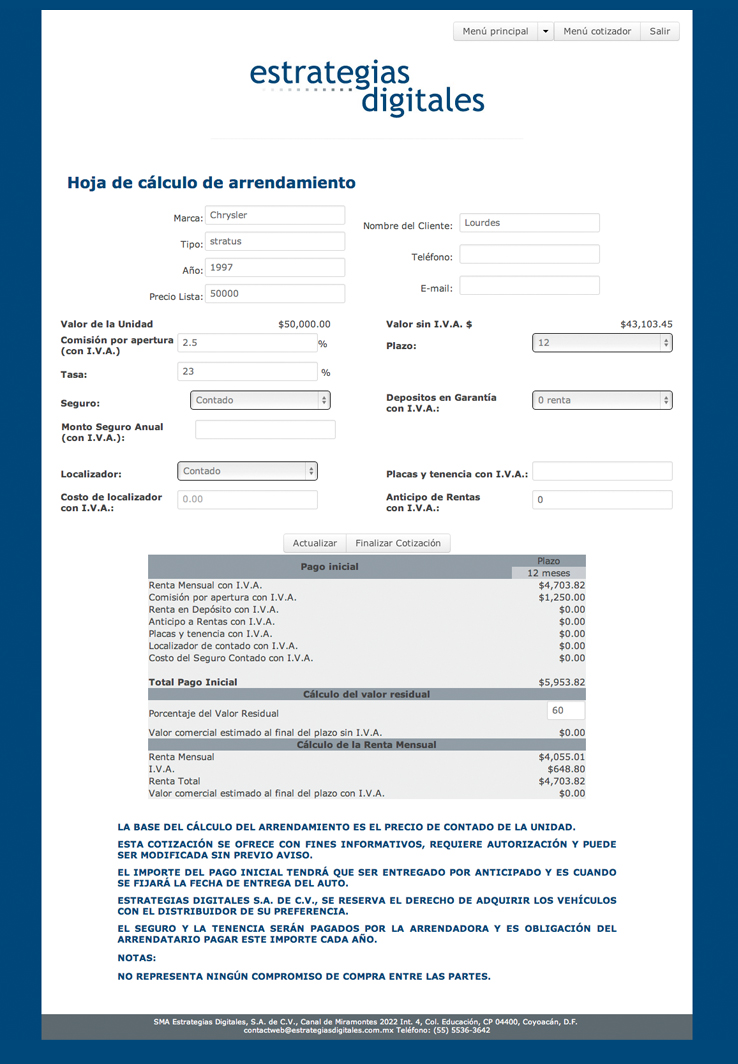 Menú principal Menú cotizador Salir
estrategias
digitales
Hoja de cálculo de arrendamiento
Marca: Chrysler
Tipo: stratus
Año: 1997
Precio Lista: 50000
Nombre del Cliente: Lourdes
Teléfono:
E-mail:
Valor de la Unidad $50,000.00 Valor sin I.V.A. $ $43,103.45
Comisión por apertura
(con I.V.A.) 2.5 %
Plazo: 12
Tasa: 23 %
Seguro: Contado
Depositos en Garantía
con I.V.A.: 0 renta
Monto Seguro Anual
(con I.V.A.):
Localizador: Contado
Placas y tenencia con I.V.A.:
Costo de localizador
con I.V.A.: 0.00
Anticipo de Rentas
con I.V.A.: 0
Actualizar Finalizar Cotización
Pago inicial Plazo
12 meses
Renta Mensual con I.V.A. $4,703.82
Comisión por apertura con I.V.A. $1,250.00
Renta en Depósito con I.V.A. $0.00
Anticipo a Rentas con I.V.A. $0.00
Placas y tenencia con I.V.A. $0.00
Localizador de contado con I.V.A. $0.00
Costo del Seguro Contado con I.V.A. $0.00
Total Pago Inicial $5,953.82
Cálculo del valor residual
Porcentaje del Valor Residual 60
Valor comercial estimado al final del plazo sin I.V.A. $0.00
Cálculo de la Renta Mensual
Renta Mensual $4,055.01
I.V.A. $648.80
Renta Total $4,703.82
Valor comercial estimado al final del plazo con I.V.A. $0.00
LA BASE DEL CÁLCULO DEL ARRENDAMIENTO ES EL PRECIO DE CONTADO DE LA UNIDAD.
ESTA COTIZACIÓN SE OFRECE CON FINES INFORMATIVOS, REQUIERE AUTORIZACIÓN Y PUEDE
SER MODIFICADA SIN PREVIO AVISO.
EL IMPORTE DEL PAGO INICIAL TENDRÁ QUE SER ENTREGADO POR ANTICIPADO Y ES CUANDO
SE FIJARÁ LA FECHA DE ENTREGA DEL AUTO.
ESTRATEGIAS DIGITALES S.A. DE C.V., SE RESERVA EL DERECHO DE ADQUIRIR LOS VEHÍCULOS
CON EL DISTRIBUIDOR DE SU PREFERENCIA.
EL SEGURO Y LA TENENCIA SERÁN PAGADOS POR LA ARRENDADORA Y ES OBLIGACIÓN DEL
ARRENDATARIO PAGAR ESTE IMPORTE CADA AÑO.
NOTAS:
NO REPRESENTA NINGÚN COMPROMISO DE COMPRA ENTRE LAS PARTES.
SMA Estrategias Digitales, S.A. de C.V., Canal de Miramontes 2022 Int. 4, Col. Educación, CP 04400, Coyoacán, D.F.
contactweb@estrategiasdigitales.com.mx Teléfono: (55) 5536-3642